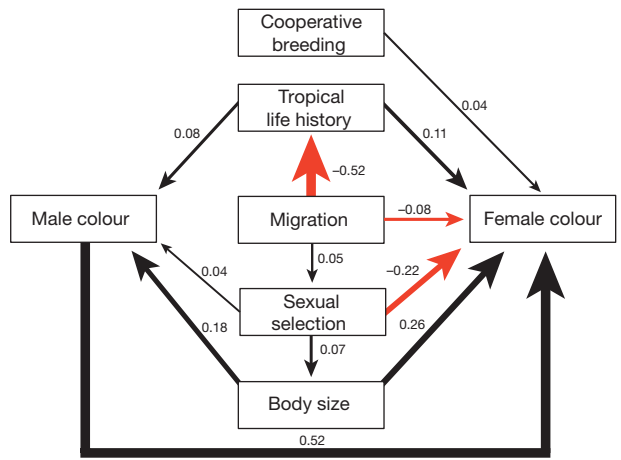 Cooperative
breeding
0.04
Tropical
life history
0.08
0.11
−0.52
Male colour
Migration
−0.08
Female colour
0.05
−0.22
0.04
Sexual
selection
0.18
0.07
0.26
Body size
0.52